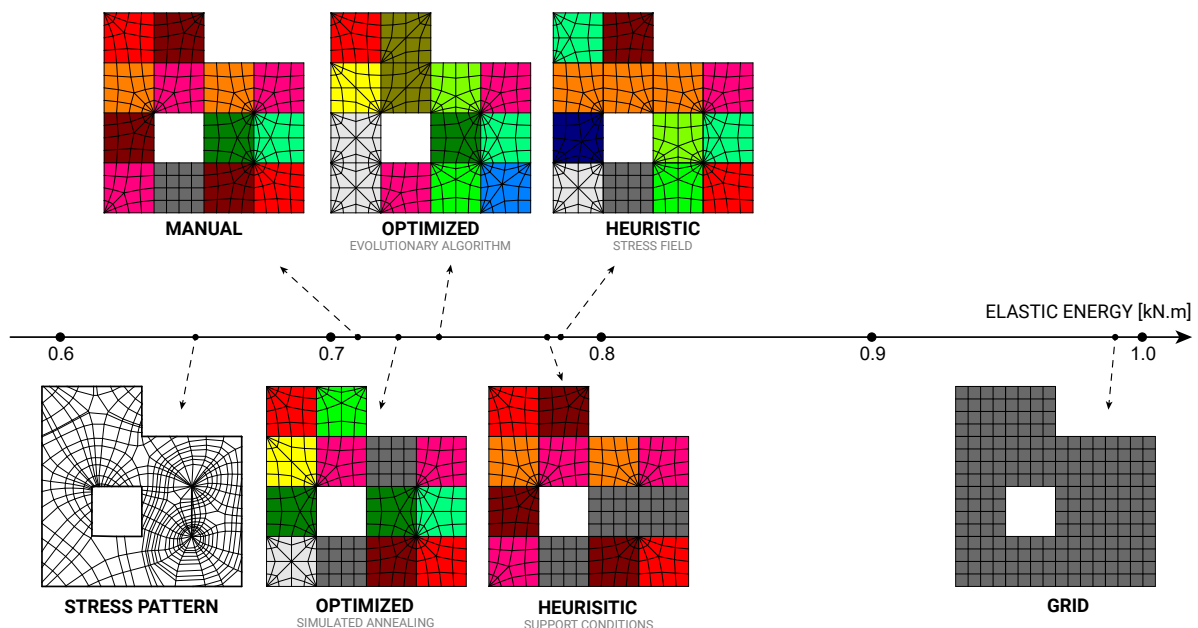 MANUAL
OPTIMIZED
EVOLUTIONARY ALGORITHM
HEURISTIC
STRESS FIELD
ELASTIC ENERGY [kN.m]
0.6
0.7
0.8
0.9
1.0
STRESS PATTERN
OPTIMIZED
SIMULATED ANNEALING
HEURISITIC
SUPPORT CONDITIONS
GRID